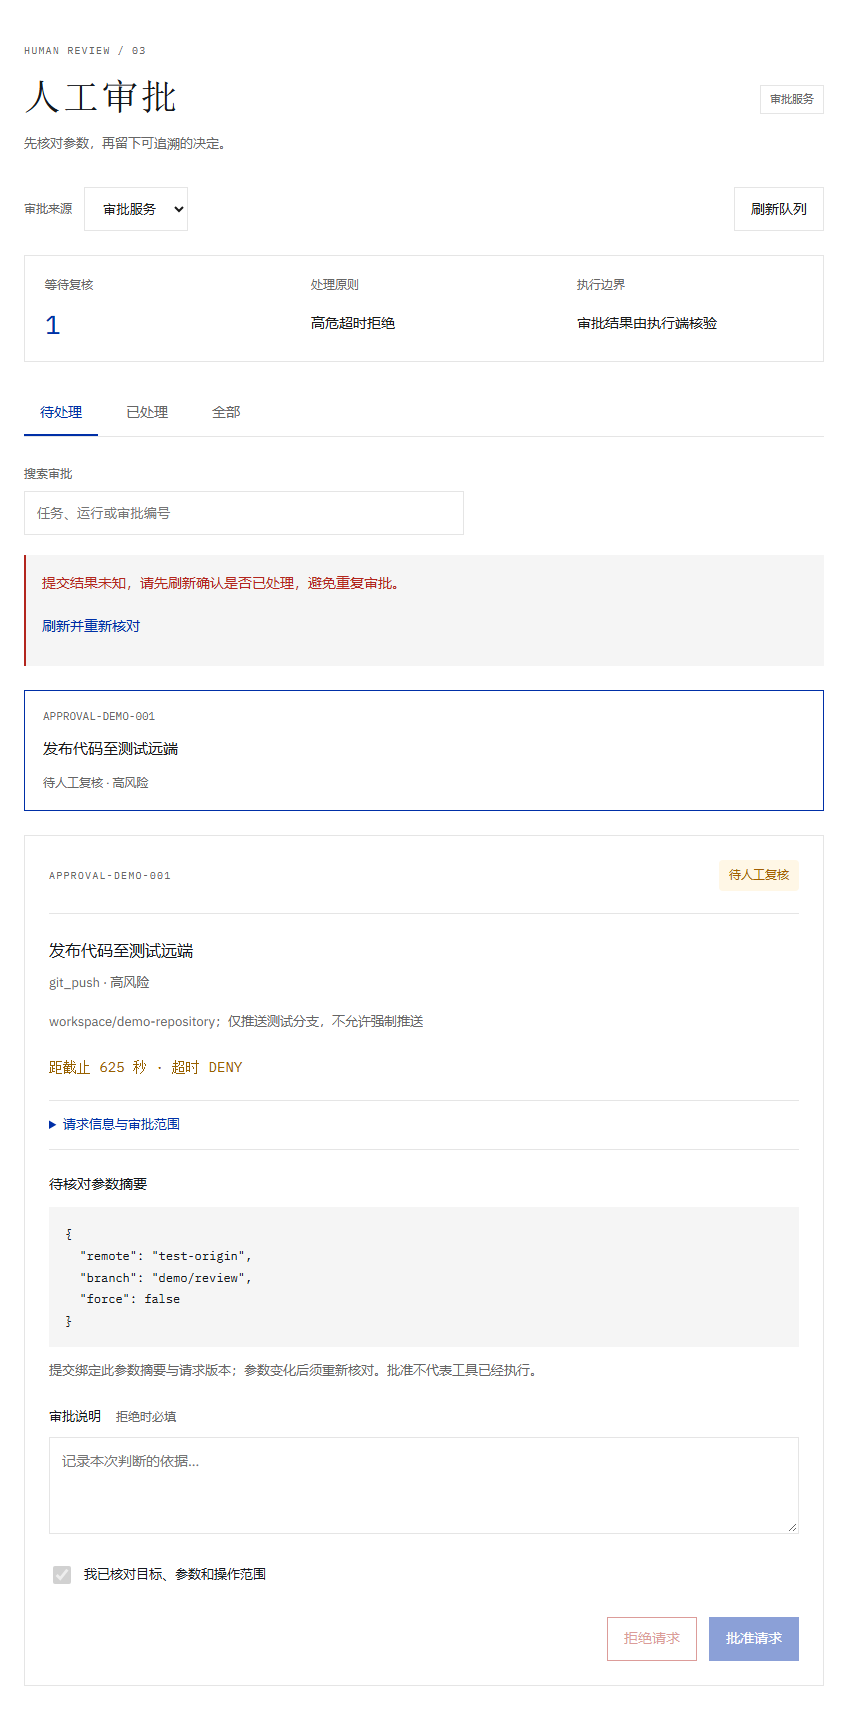 HUMAN REVIEW / 03
人工审批
审批服务
先核对参数，再留下可追溯的决定。
审批来源
审批服务
刷新队列
等待复核
处理原则
执行边界
1
高危超时拒绝
审批结果由执行端核验
待处理
已处理
全部
搜索审批
任务、运行或审批编号
提交结果未知，请先刷新确认是否已处理，避免重复审批。
刷新并重新核对
APPROVAL-DEMO-001
发布代码至测试远端
待人工复核 · 高风险
APPROVAL-DEMO-001
待人工复核
发布代码至测试远端
git_push · 高风险
workspace/demo-repository；仅推送测试分支，不允许强制推送
距截止 625 秒 · 超时 DENY
请求信息与审批范围
待核对参数摘要
{
"remote": "test-origin",
"branch": "demo/review",
"force": false
}
提交绑定此参数摘要与请求版本；参数变化后须重新核对。批准不代表工具已经执行。
审批说明 拒绝时必填
记录本次判断的依据...
我已核对目标、参数和操作范围
拒绝请求
批准请求